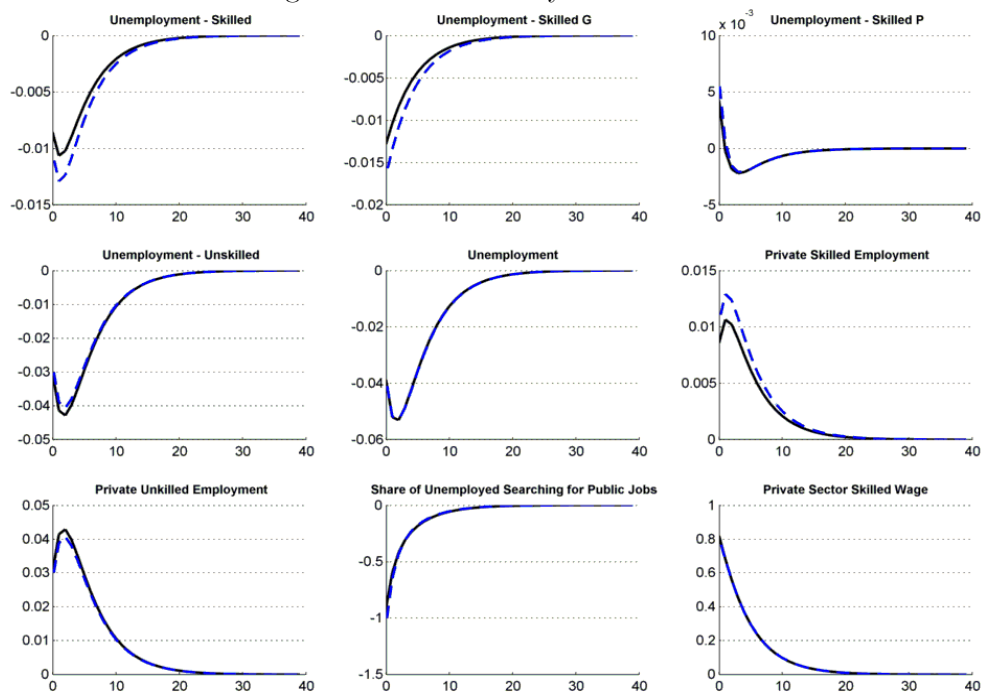 Unemployment - Skilled
0
-0.005
-0.01
-0.015
0 10 20 30 40
Unemployment - Skilled G
0
-0.005
-0.01
-0.015
-0.02
0 10 20 30 40
Unemployment - Skilled P
x 10⁻³
10
5
0
-5
0 10 20 30 40
Unemployment - Unskilled
0
-0.01
-0.02
-0.03
-0.04
-0.05
0 10 20 30 40
Unemployment
0
-0.02
-0.04
-0.06
0 10 20 30 40
Private Skilled Employment
0.015
0.01
0.005
0
0 10 20 30 40
Private Unkilled Employment
0.05
0.04
0.03
0.02
0.01
0
0 10 20 30 40
Share of Unemployed Searching for Public Jobs
0
-0.5
-1
-1.5
0 10 20 30 40
Private Sector Skilled Wage
1
0.8
0.6
0.4
0.2
0
0 10 20 30 40